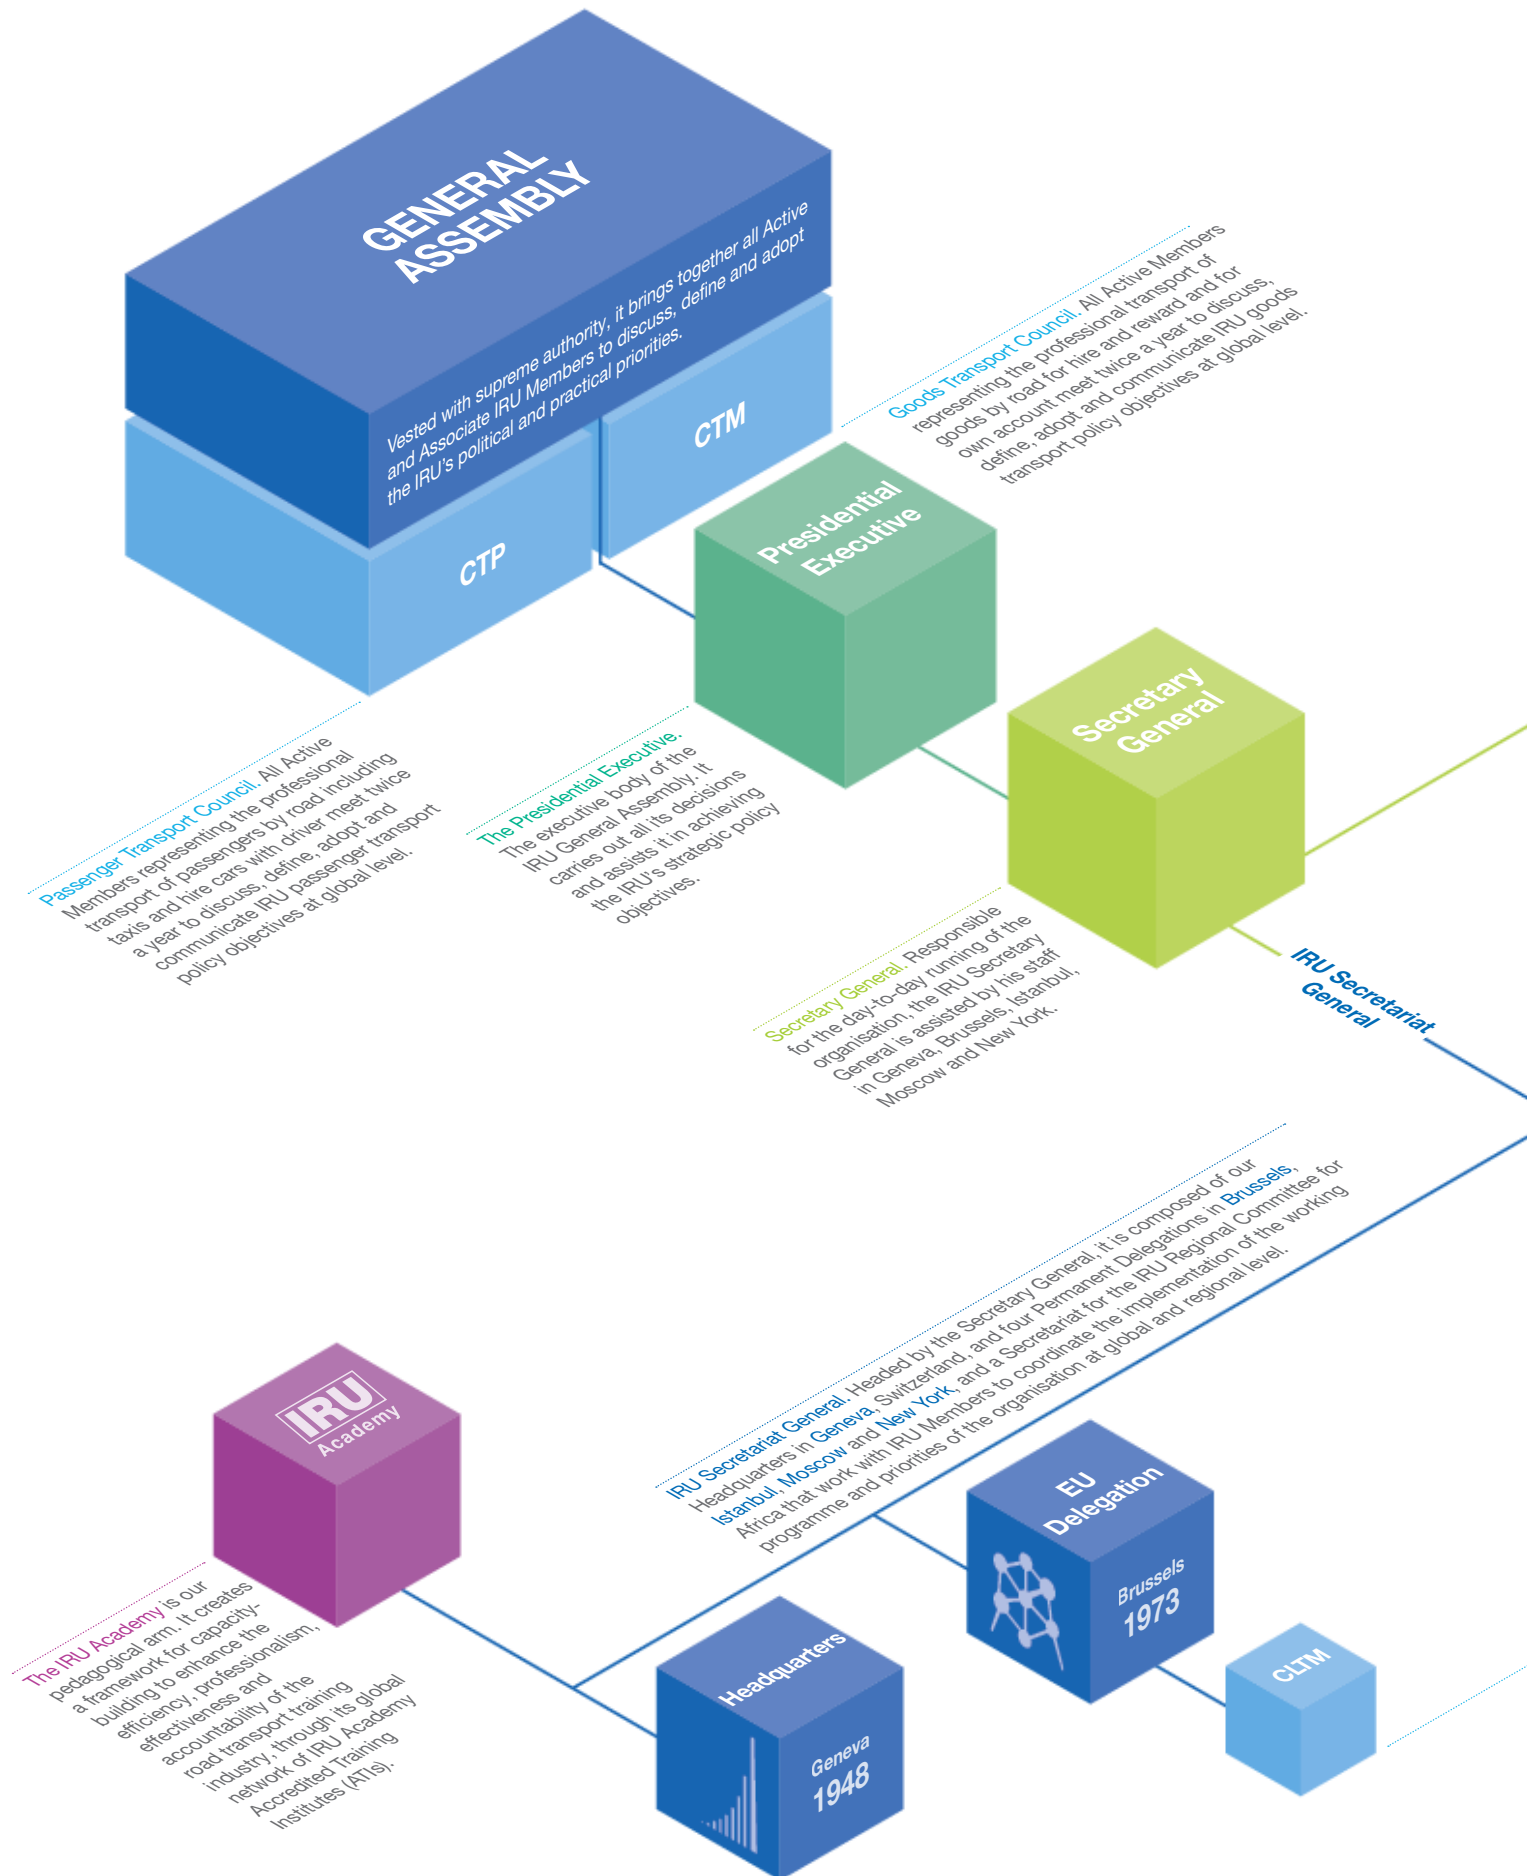 GENERAL
ASSEMBLY
Vested with supreme authority, it brings together all Active
and Associate IRU Members to discuss, define and adopt
the IRU's political and practical priorities.
CTM
CTP
Goods Transport Council. All Active Members
representing the professional transport of
goods by road for hire and reward and for
own account meet twice a year to discuss,
define, adopt and communicate IRU goods
transport policy objectives at global level.
Presidential
Executive
Secretary
General
Passenger Transport Council. All Active
Members representing the professional
transport of passengers by road including
taxis and hire cars with driver meet twice
a year to discuss, define, adopt and
communicate IRU passenger transport
policy objectives at global level.
The Presidential Executive.
The executive body of the
IRU General Assembly. It
carries out all its decisions
and assists it in achieving
the IRU's strategic policy
objectives.
Secretary General. Responsible
for the day-to-day running of the
organisation, the IRU Secretary
General is assisted by his staff
in Geneva, Brussels, Istanbul,
Moscow and New York.
IRU Secretariat
General
IRU Secretariat General. Headed by the Secretary General, it is composed of our
Headquarters in Geneva, Switzerland, and four Permanent Delegations in Brussels,
Istanbul, Moscow and New York, and a Secretariat for the IRU Regional Committee for
Africa that work with IRU Members to coordinate the implementation of the working
programme and priorities of the organisation at global and regional level.
IRU
Academy
The IRU Academy is our
pedagogical arm. It creates
a framework for capacity-
building to enhance the
efficiency, professionalism,
effectiveness and
accountability of the
road transport training
industry, through its global
network of IRU Academy
Accredited Training
Institutes (ATIs).
Headquarters
Geneva
1948
EU
Delegation
Brussels
1973
CLTM